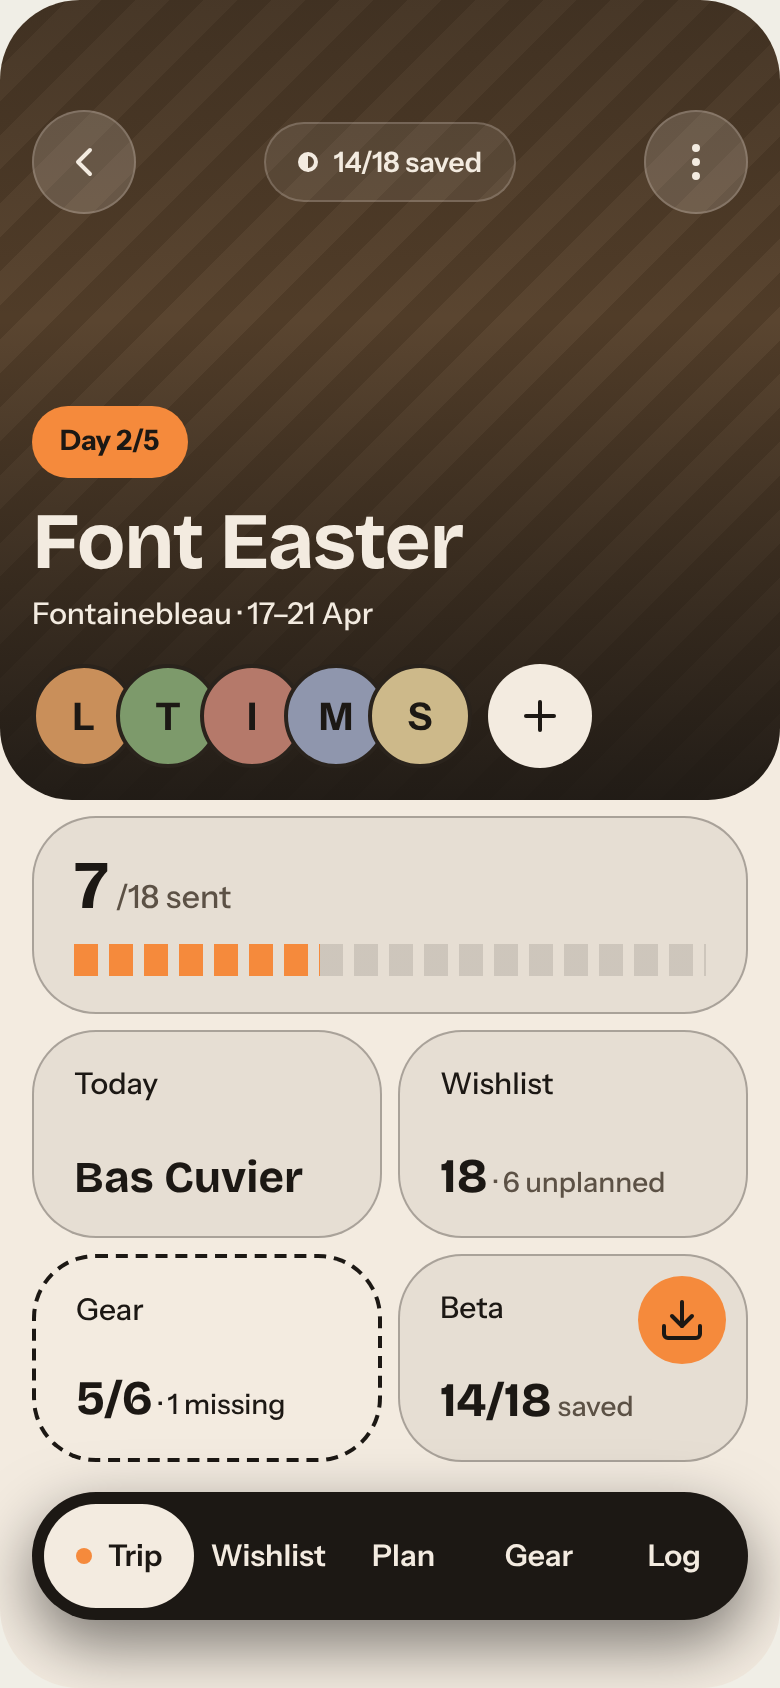 14/18 saved
Day 2/5
Font Easter
Fontainebleau · 17–21 Apr
L T I M S
7 /18 sent
Today
Bas Cuvier
Wishlist
18 · 6 unplanned
Gear
5/6 · 1 missing
Beta
14/18 saved
Trip Wishlist Plan Gear Log